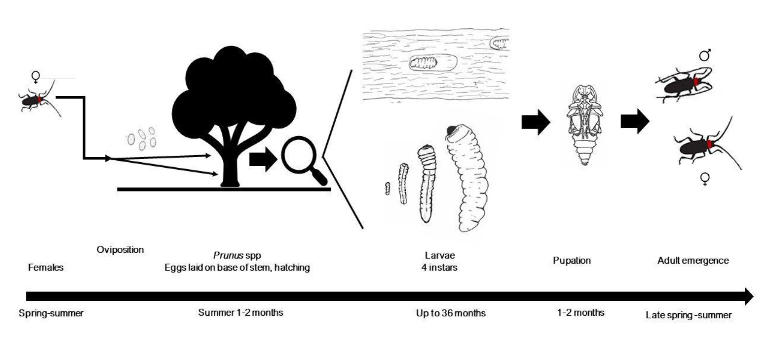 ♀
♂
♀
Oviposition
Females
Prunus spp
Eggs laid on base of stem, hatching
Larvae
4 instars
Pupation
Adult emergence
Spring-summer
Summer 1-2 months
Up to 36 months
1-2 months
Late spring -summer